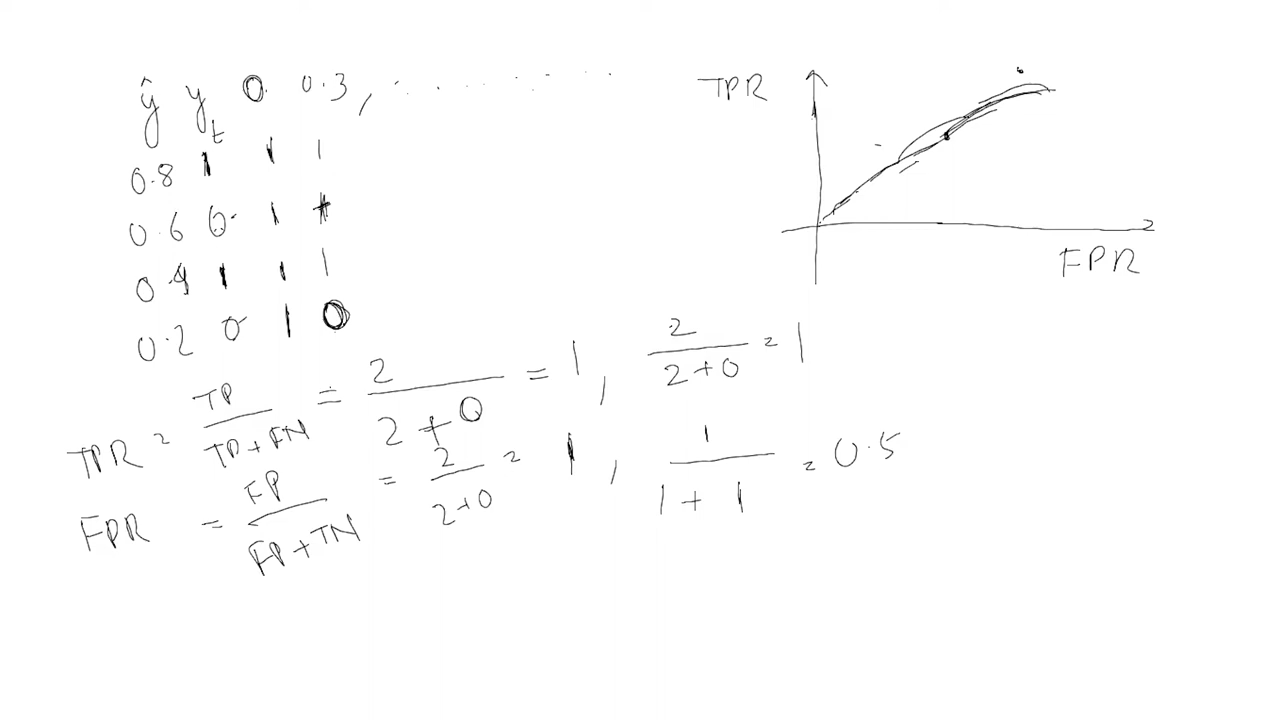 ŷ y_t 0 0.3, ............
0.8 1 1 1
0.6 0 1 1
0.4 1 1 1
0.2 0 1 0
TPR = TP/(TP+FN) = 2/(2+0) = 1, 2/(2+0) = 1
FPR = FP/(FP+TN) = 2/(2+0) = 1, 1/(1+1) = 0.5
TPR
FPR